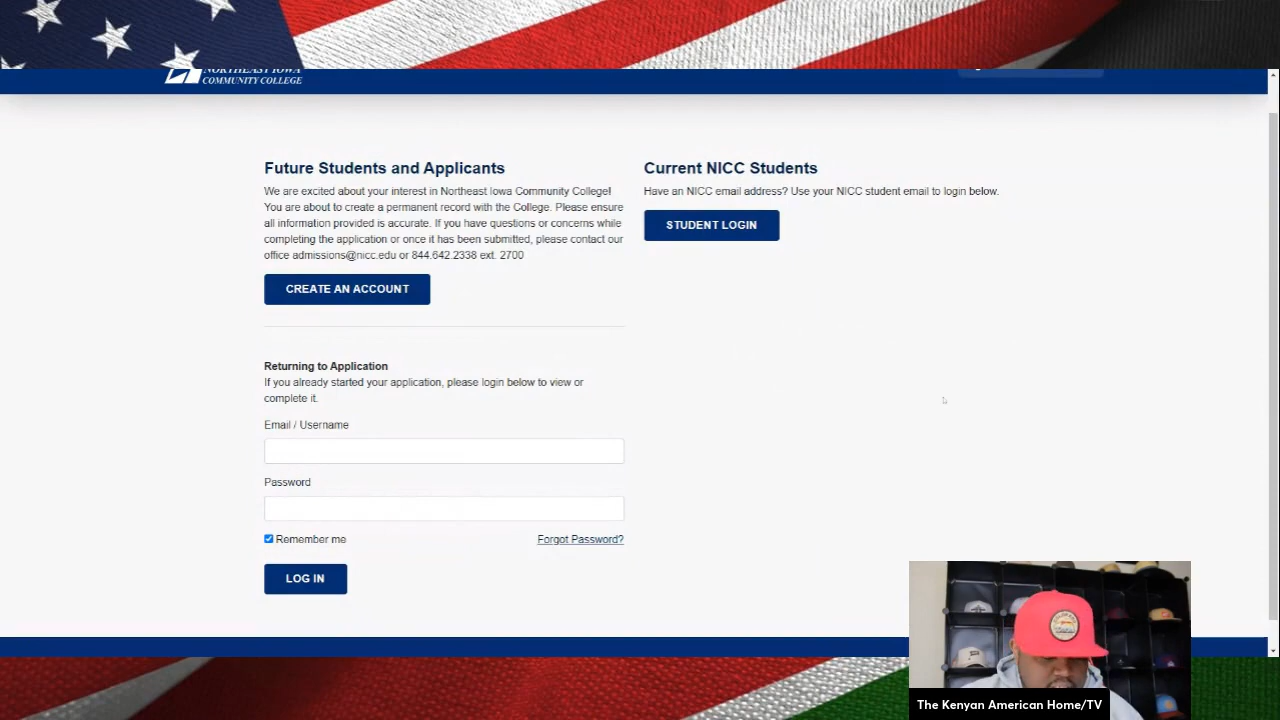 NORTHEAST IOWA
COMMUNITY COLLEGE
Future Students and Applicants
We are excited about your interest in Northeast Iowa Community College!
You are about to create a permanent record with the College. Please ensure
all information provided is accurate. If you have questions or concerns while
completing the application or once it has been submitted, please contact our
office admissions@nicc.edu or 844.642.2338 ext. 2700
CREATE AN ACCOUNT
Returning to Application
If you already started your application, please login below to view or
complete it.
Email / Username
Password
Remember me
Forgot Password?
LOG IN
Current NICC Students
Have an NICC email address? Use your NICC student email to login below.
STUDENT LOGIN
The Kenyan American Home/TV